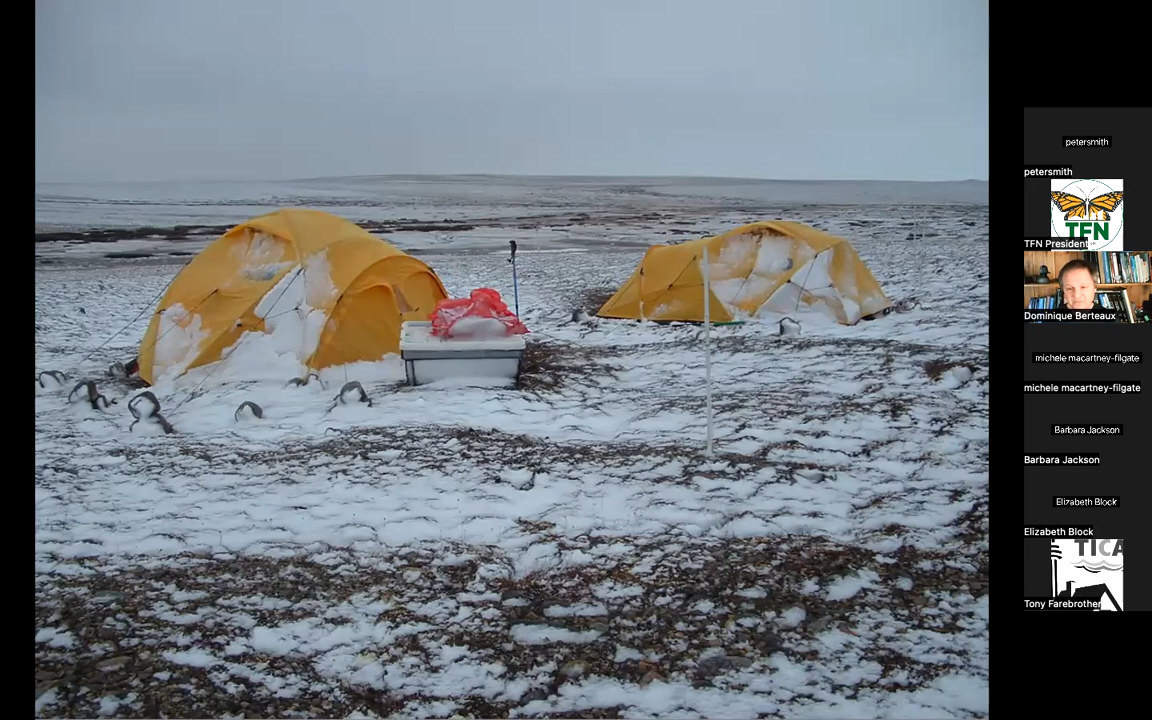 petersmith
petersmith
TFN
TFN President
Dominique Berteaux
michele macartney-filgate
michele macartney-filgate
Barbara Jackson
Barbara Jackson
Elizabeth Block
Elizabeth Block
TICA
Tony Farebrother